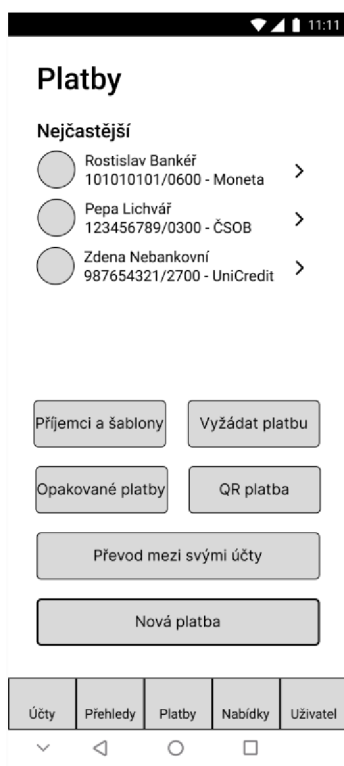 11:11
Platby
Nejčastější
Rostislav Bankéř
101010101/0600 - Moneta
Pepa Lichvář
123456789/0300 - ČSOB
Zdena Nebankovní
987654321/2700 - UniCredit
Příjemci a šablony
Vyžádat platbu
Opakované platby
QR platba
Převod mezi svými účty
Nová platba
Účty
Přehledy
Platby
Nabídky
Uživatel